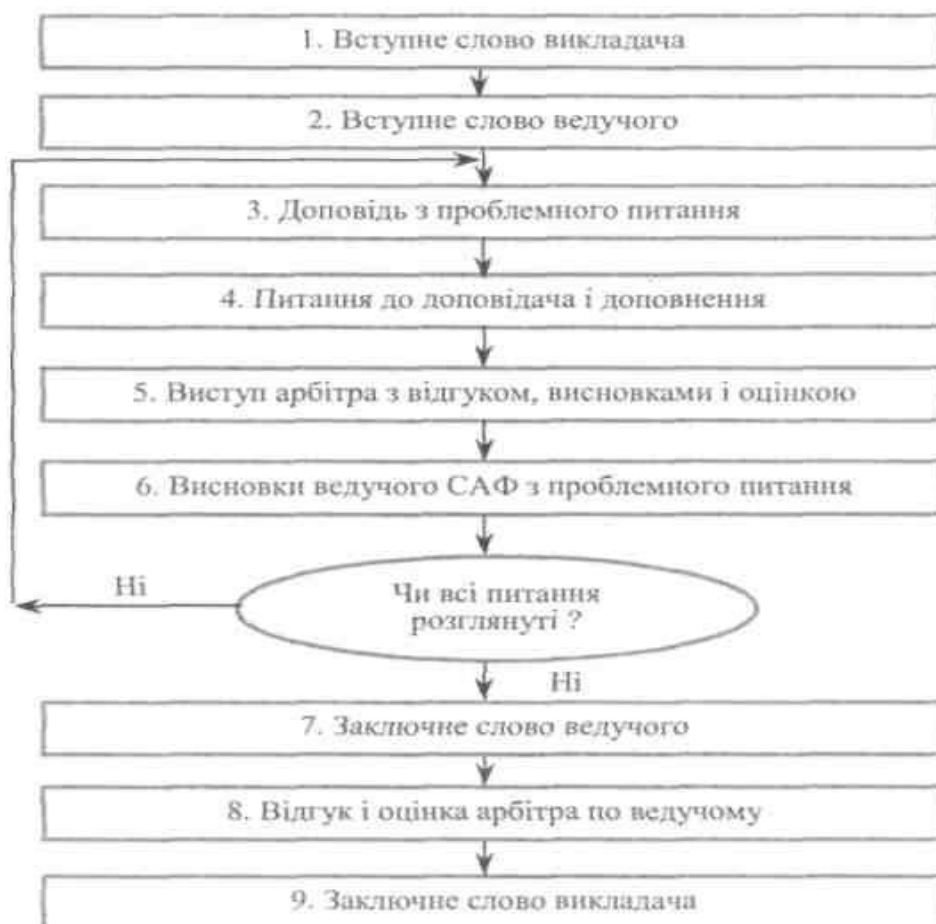 1. Вступне слово викладача
2. Вступне слово ведучого
3. Доповідь з проблемного питання
4. Питання до доповідача і доповнення
5. Виступ арбітра з відгуком, висновками і оцінкою
6. Висновки ведучого САФ з проблемного питання
Ні
Чи всі питання
розглянуті ?
Ні
7. Заключне слово ведучого
8. Відгук і оцінка арбітра по ведучому
9. Заключне слово викладача